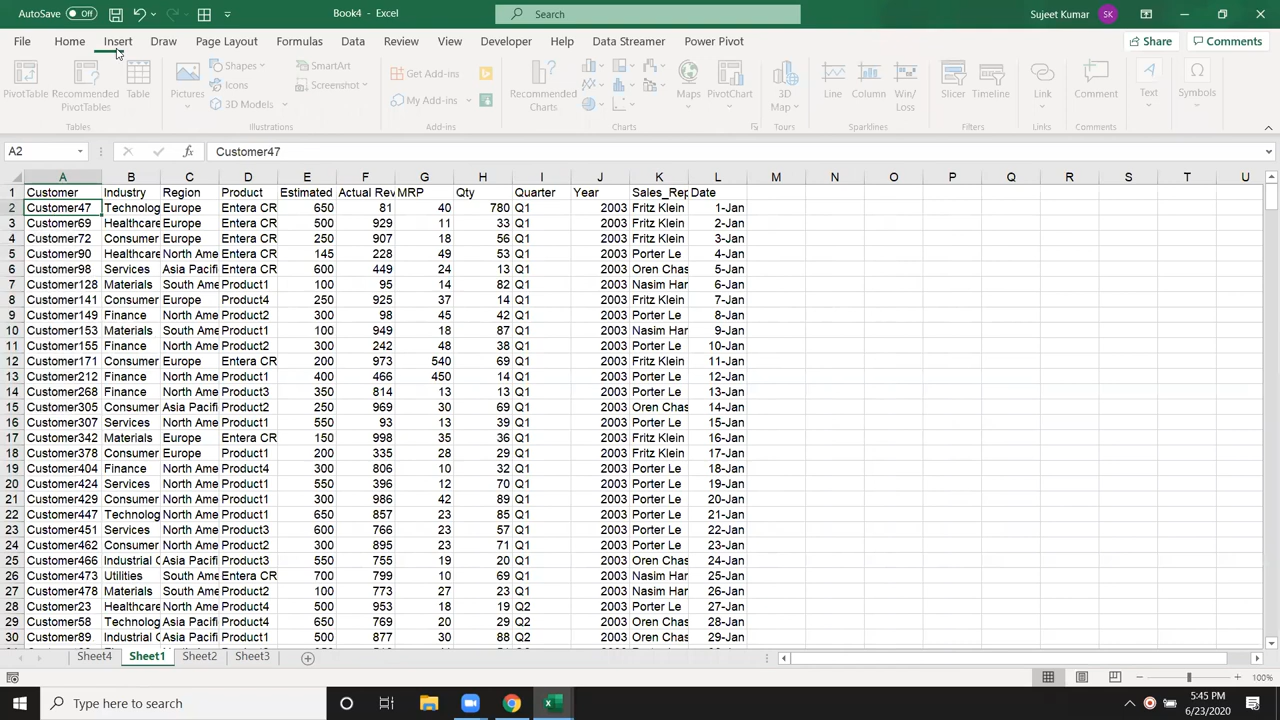 AutoSave Off Book4 - Excel Search Sujeet Kumar SK
File Home Insert Draw Page Layout Formulas Data Review View Developer Help Data Streamer Power Pivot Share Comments
PivotTable Recommended PivotTables Table Pictures Shapes Icons 3D Models SmartArt Screenshot Get Add-ins My Add-ins Recommended Charts Maps PivotChart 3D Map Line Column Win/Loss Slicer Timeline Link Comment Text Symbols
Tables Illustrations Add-ins Charts Tours Sparklines Filters Links Comments
A2 fx Customer47
A B C D E F G H I J K L M N O P Q R S T U
1 Customer Industry Region Product Estimated Actual Rev MRP Qty Quarter Year Sales_Rep Date
2 Customer47 Technolog Europe Entera CR 650 81 40 780 Q1 2003 Fritz Klein 1-Jan
3 Customer69 Healthcare Europe Entera CR 500 929 11 33 Q1 2003 Fritz Klein 2-Jan
4 Customer72 Consumer Europe Entera CR 250 907 18 56 Q1 2003 Fritz Klein 3-Jan
5 Customer90 Healthcare North Ame Entera CR 145 228 49 53 Q1 2003 Porter Le 4-Jan
6 Customer98 Services Asia Pacifi Entera CR 600 449 24 13 Q1 2003 Oren Chas 5-Jan
7 Customer128 Materials South Ame Product1 100 95 14 82 Q1 2003 Nasim Har 6-Jan
8 Customer141 Consumer Europe Product4 250 925 37 14 Q1 2003 Fritz Klein 7-Jan
9 Customer149 Finance North Ame Product2 300 98 45 42 Q1 2003 Porter Le 8-Jan
10 Customer153 Materials South Ame Product1 100 949 18 87 Q1 2003 Nasim Har 9-Jan
11 Customer155 Finance North Ame Product2 300 242 48 38 Q1 2003 Porter Le 10-Jan
12 Customer171 Consumer Europe Entera CR 200 973 540 69 Q1 2003 Fritz Klein 11-Jan
13 Customer212 Finance North Ame Product1 400 466 450 14 Q1 2003 Porter Le 12-Jan
14 Customer268 Finance North Ame Product3 350 814 13 13 Q1 2003 Porter Le 13-Jan
15 Customer305 Consumer Asia Pacifi Product2 250 969 30 69 Q1 2003 Oren Chas 14-Jan
16 Customer307 Services North Ame Product1 550 93 13 39 Q1 2003 Porter Le 15-Jan
17 Customer342 Materials Europe Entera CR 150 998 35 36 Q1 2003 Fritz Klein 16-Jan
18 Customer378 Consumer Europe Product1 200 335 28 29 Q1 2003 Fritz Klein 17-Jan
19 Customer404 Finance North Ame Product4 300 806 10 32 Q1 2003 Porter Le 18-Jan
20 Customer424 Services North Ame Product1 550 396 12 70 Q1 2003 Porter Le 19-Jan
21 Customer429 Consumer North Ame Product1 300 986 42 89 Q1 2003 Porter Le 20-Jan
22 Customer447 Technolog North Ame Product1 650 857 23 85 Q1 2003 Porter Le 21-Jan
23 Customer451 Services North Ame Product3 600 766 23 57 Q1 2003 Porter Le 22-Jan
24 Customer462 Consumer North Ame Product2 300 895 23 71 Q1 2003 Porter Le 23-Jan
25 Customer466 Industrial G Asia Pacifi Product3 550 755 19 20 Q1 2003 Oren Chas 24-Jan
26 Customer473 Utilities South Ame Entera CR 700 799 10 69 Q1 2003 Nasim Har 25-Jan
27 Customer478 Materials South Ame Product2 100 773 27 23 Q1 2003 Nasim Har 26-Jan
28 Customer23 Healthcare North Ame Product4 500 953 18 19 Q2 2003 Porter Le 27-Jan
29 Customer58 Technolog Asia Pacifi Product4 650 769 20 29 Q2 2003 Oren Chas 28-Jan
30 Customer89 Industrial G Asia Pacifi Product1 500 877 30 88 Q2 2003 Oren Chas 29-Jan
Sheet4 Sheet1 Sheet2 Sheet3
100%
Type here to search 5:45 PM
6/23/2020